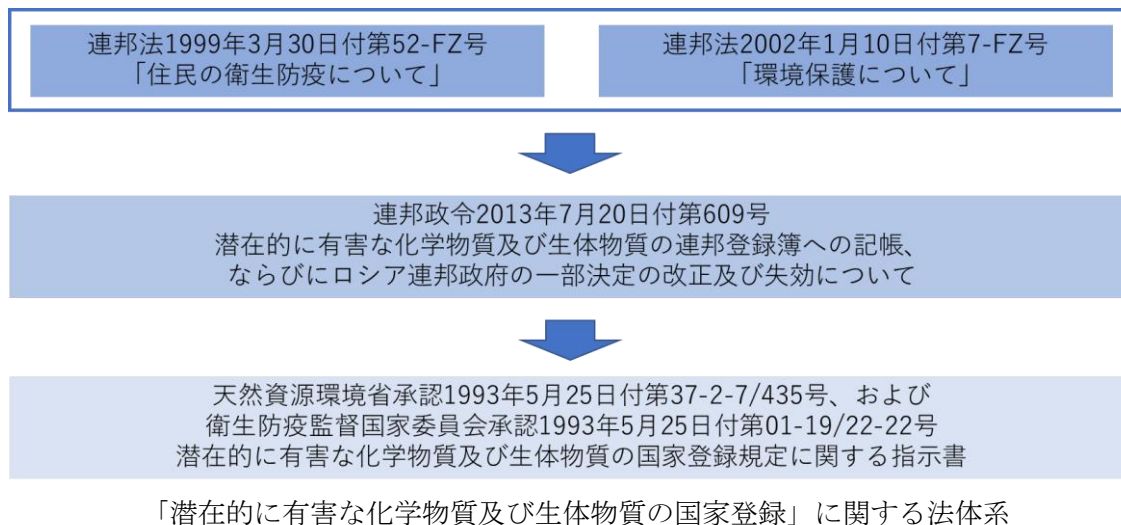 連邦法1999年3月30日付第52-FZ号
「住民の衛生防疫について」
連邦法2002年1月10日付第7-FZ号
「環境保護について」
連邦政令2013年7月20日付第609号
潜在的に有害な化学物質及び生体物質の連邦登録簿への記帳、
ならびにロシア連邦政府の一部決定の改正及び失効について
天然資源環境省承認1993年5月25日付第37-2-7/435号、および
衛生防疫監督国家委員会承認1993年5月25日付第01-19/22-22号
潜在的に有害な化学物質及び生体物質の国家登録規定に関する指示書
「潜在的に有害な化学物質及び生体物質の国家登録」に関する法体系